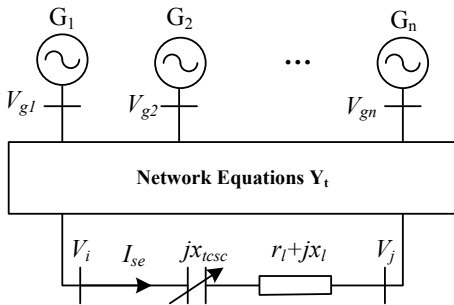 G1 G2 ... Gn
Vg1 Vg2 Vgn
Network Equations Yt
Vi Ise jxtcsc rl+jxl Vj